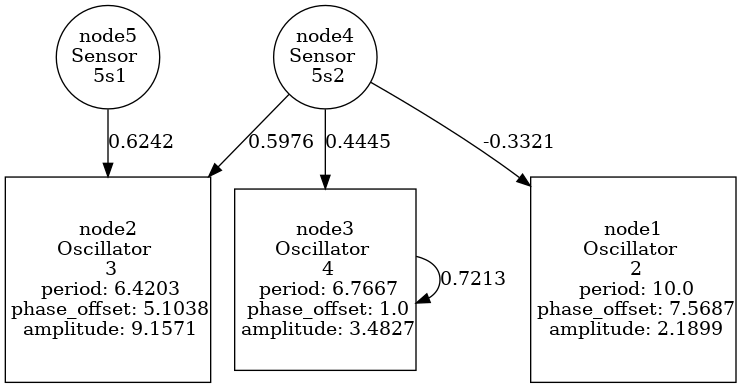 node5
Sensor
5s1
node4
Sensor
5s2
0.6242
0.5976
0.4445
-0.3321
node2
Oscillator
3
period: 6.4203
phase_offset: 5.1038
amplitude: 9.1571
node3
Oscillator
4
period: 6.7667
phase_offset: 1.0
amplitude: 3.4827
0.7213
node1
Oscillator
2
period: 10.0
phase_offset: 7.5687
amplitude: 2.1899